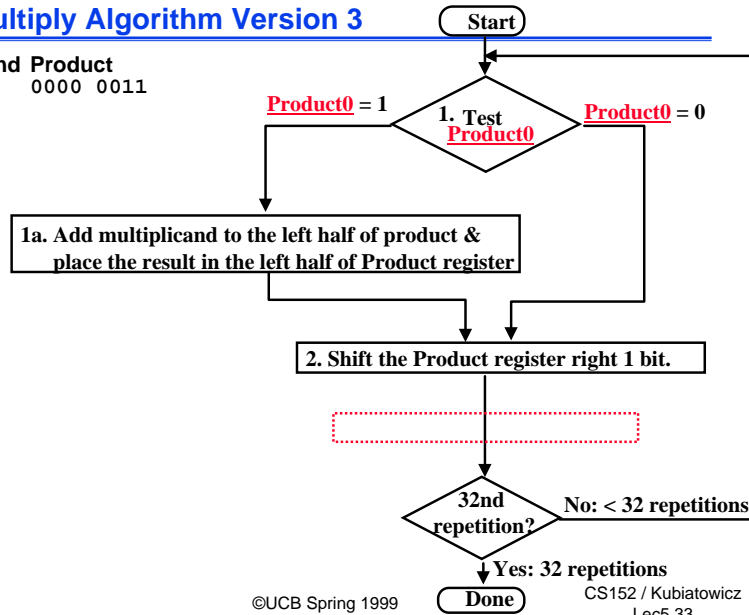 ultiply Algorithm Version 3
Start
nd Product
0000 0011
Product0 = 1
1. Test
Product0
Product0 = 0
1a. Add multiplicand to the left half of product &
place the result in the left half of Product register
2. Shift the Product register right 1 bit.
32nd
repetition?
No: < 32 repetitions
Yes: 32 repetitions
Done
©UCB Spring 1999
CS152 / Kubiatowicz
Lec5.33